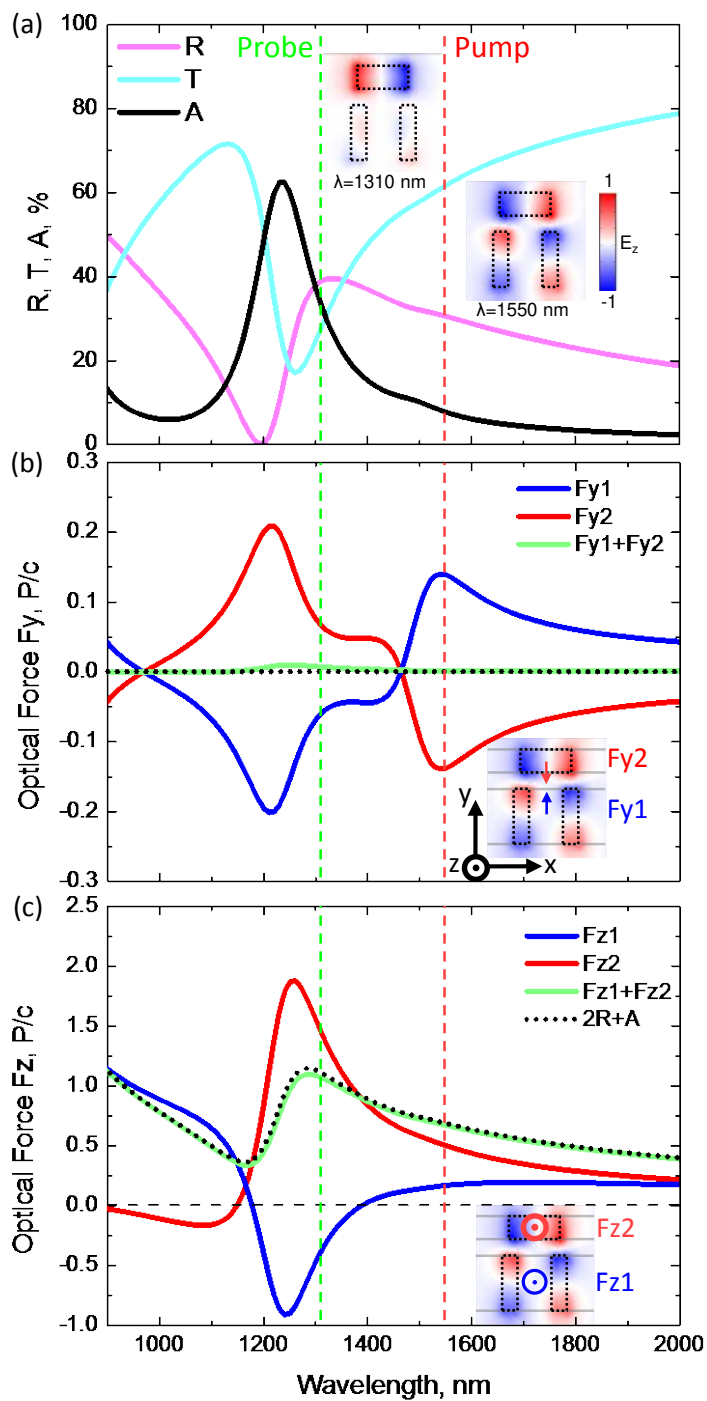 (a)
R
T
A
Probe
Pump
100
80
60
40
20
0
R, T, A, %
λ=1310 nm
λ=1550 nm
1
E_z
-1
(b)
0.3
0.2
0.1
0.0
-0.1
-0.2
-0.3
Optical Force Fy, P/c
Fy1
Fy2
Fy1+Fy2
Fy2
Fy1
y
z
x
(c)
2.5
2.0
1.5
1.0
0.5
0.0
-0.5
-1.0
Optical Force Fz, P/c
Fz1
Fz2
Fz1+Fz2
2R+A
Fz2
Fz1
1000 1200 1400 1600 1800 2000
Wavelength, nm